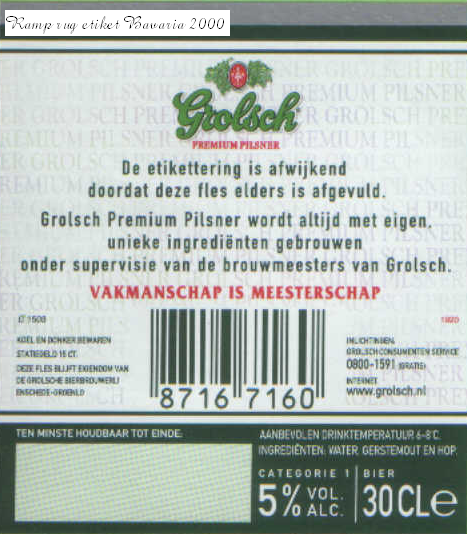 Ramp rug etiket Bavaria 2000
Grolsch
PREMIUM PILSNER
De etikettering is afwijkend
doordat deze fles elders is afgevuld.
Grolsch Premium Pilsner wordt altijd met eigen,
unieke ingrediënten gebrouwen
onder supervisie van de brouwmeesters van Grolsch.
VAKMANSCHAP IS MEESTERSCHAP
KOEL EN DONKER BEWAREN
STATIEGELD 15 CT.
DEZE FLES BLIJFT EIGENDOM VAN
DE GROLSCHE BIERBROUWERIJ
ENSCHEDE-GROENLO
8716 7160
INLICHTINGEN:
GROLSCH CONSUMENTEN SERVICE
0800-1591 (GRATIS)
INTERNET
www.grolsch.nl
TEN MINSTE HOUDBAAR TOT EINDE:
AANBEVOLEN DRINKTEMPERATUUR 6-8°C.
INGREDIËNTEN: WATER, GERSTEMOUT EN HOP.
CATEGORIE 1 BIER
5% VOL. ALC. 30CLe